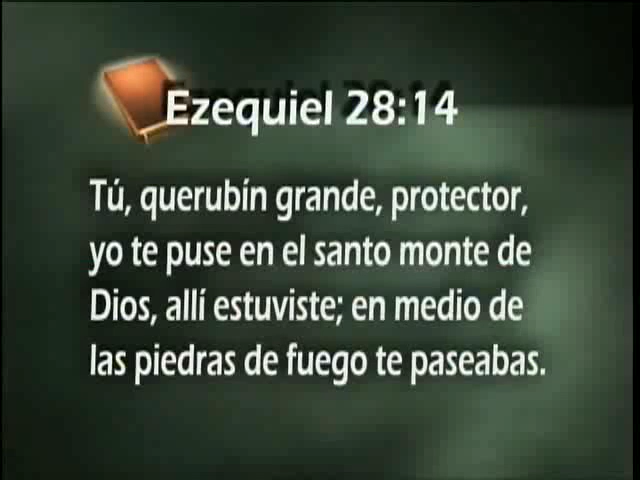 Ezequiel 28:14
Tú, querubín grande, protector,
yo te puse en el santo monte de
Dios, allí estuviste; en medio de
las piedras de fuego te paseabas.